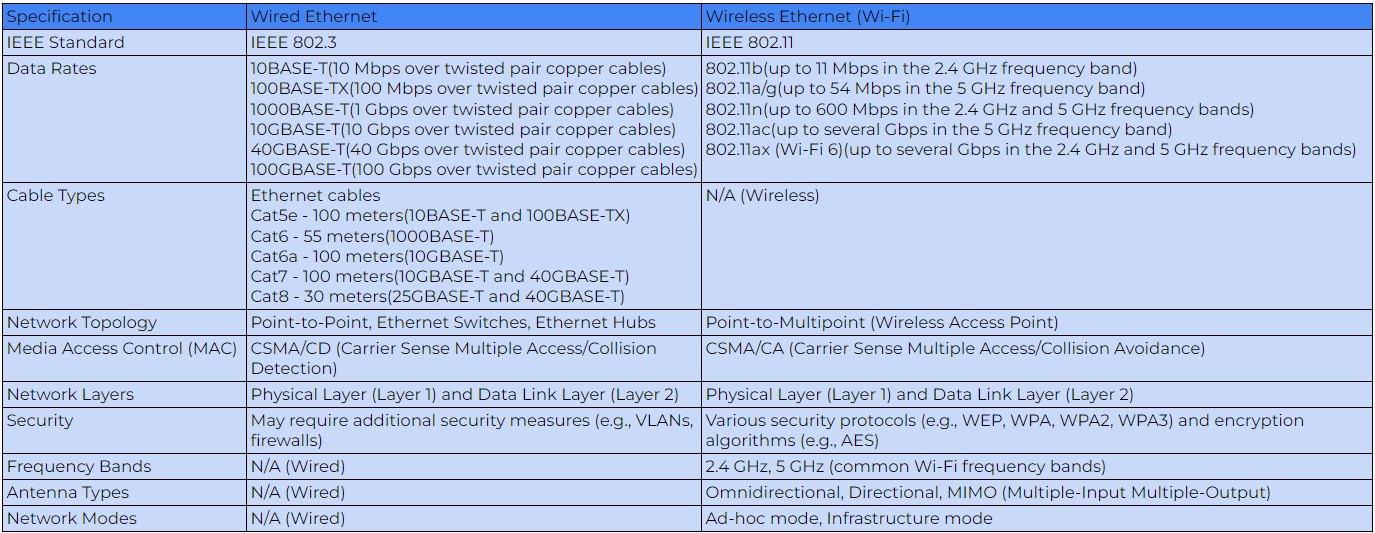 Specification Wired Ethernet Wireless Ethernet (Wi-Fi)
IEEE Standard IEEE 802.3 IEEE 802.11
Data Rates 10BASE-T(10 Mbps over twisted pair copper cables) 802.11b(up to 11 Mbps in the 2.4 GHz frequency band)
100BASE-TX(100 Mbps over twisted pair copper cables) 802.11a/g(up to 54 Mbps in the 5 GHz frequency band)
1000BASE-T(1 Gbps over twisted pair copper cables) 802.11n(up to 600 Mbps in the 2.4 GHz and 5 GHz frequency bands)
10GBASE-T(10 Gbps over twisted pair copper cables) 802.11ac(up to several Gbps in the 5 GHz frequency band)
40GBASE-T(40 Gbps over twisted pair copper cables) 802.11ax (Wi-Fi 6)(up to several Gbps in the 2.4 GHz and 5 GHz frequency bands)
100GBASE-T(100 Gbps over twisted pair copper cables)
Cable Types Ethernet cables N/A (Wireless)
Cat5e - 100 meters(10BASE-T and 100BASE-TX)
Cat6 - 55 meters(1000BASE-T)
Cat6a - 100 meters(10GBASE-T)
Cat7 - 100 meters(10GBASE-T and 40GBASE-T)
Cat8 - 30 meters(25GBASE-T and 40GBASE-T)
Network Topology Point-to-Point, Ethernet Switches, Ethernet Hubs Point-to-Multipoint (Wireless Access Point)
Media Access Control (MAC) CSMA/CD (Carrier Sense Multiple Access/Collision CSMA/CA (Carrier Sense Multiple Access/Collision Avoidance)
Detection)
Network Layers Physical Layer (Layer 1) and Data Link Layer (Layer 2) Physical Layer (Layer 1) and Data Link Layer (Layer 2)
Security May require additional security measures (e.g., VLANs, Various security protocols (e.g., WEP, WPA, WPA2, WPA3) and encryption
firewalls) algorithms (e.g., AES)
Frequency Bands N/A (Wired) 2.4 GHz, 5 GHz (common Wi-Fi frequency bands)
Antenna Types N/A (Wired) Omnidirectional, Directional, MIMO (Multiple-Input Multiple-Output)
Network Modes N/A (Wired) Ad-hoc mode, Infrastructure mode